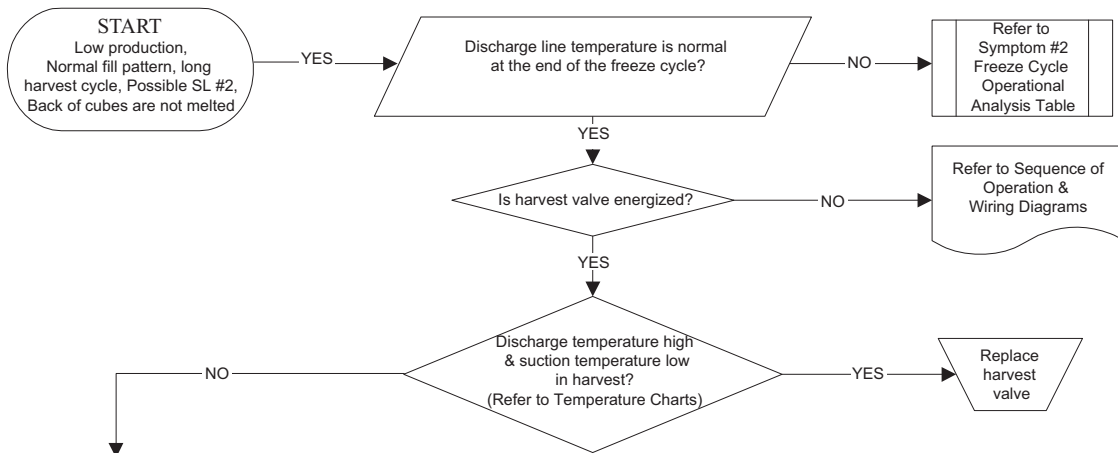 START
Low production,
Normal fill pattern, long
harvest cycle, Possible SL #2,
Back of cubes are not melted
YES
Discharge line temperature is normal
at the end of the freeze cycle?
NO
Refer to
Symptom #2
Freeze Cycle
Operational
Analysis Table
YES
Is harvest valve energized?
NO
Refer to Sequence of
Operation &
Wiring Diagrams
YES
Discharge temperature high
& suction temperature low
in harvest?
(Refer to Temperature Charts)
NO
YES
Replace
harvest
valve